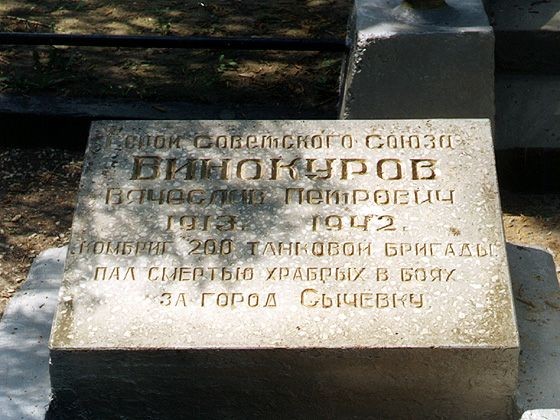 Герой Советского Союза
Винокуров
Вячеслав Петрович
1913. 1942.
комбриг 200 танковой бригады
пал смертью храбрых в боях
за город Сычевку.